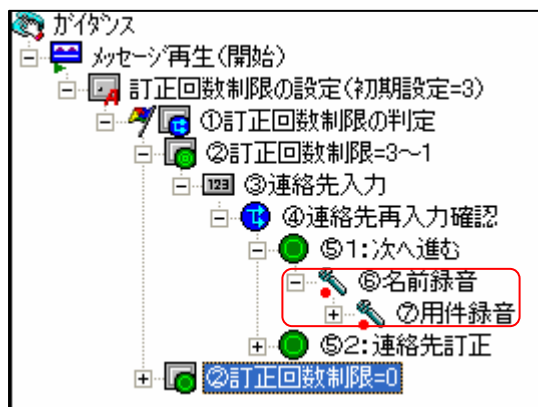 ガイダンス
メッセージ再生(開始)
訂正回数制限の設定(初期設定=3)
①訂正回数制限の判定
②訂正回数制限=3~1
123 ③連絡先入力
④連絡先再入力確認
⑤1:次へ進む
⑥名前録音
⑦用件録音
⑤2:連絡先訂正
②訂正回数制限=0